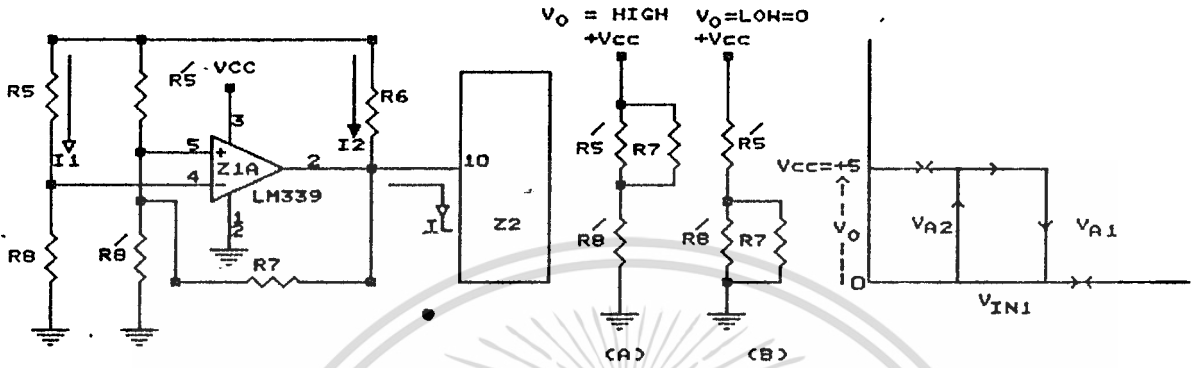 V_O = HIGH V_O=LOW=0
+Vcc +Vcc
R5
R5′
-VCC
R6
3
I1
I2
5
+
Z1A
2
4
-
LM339
10
1
2
IL
Z2
R8
R8′
R7
R5′
R7
R8′
R5′
R8′
R7
(A)
(B)
Vcc=+5
V_O
0
V_A2
V_A1
V_IN1